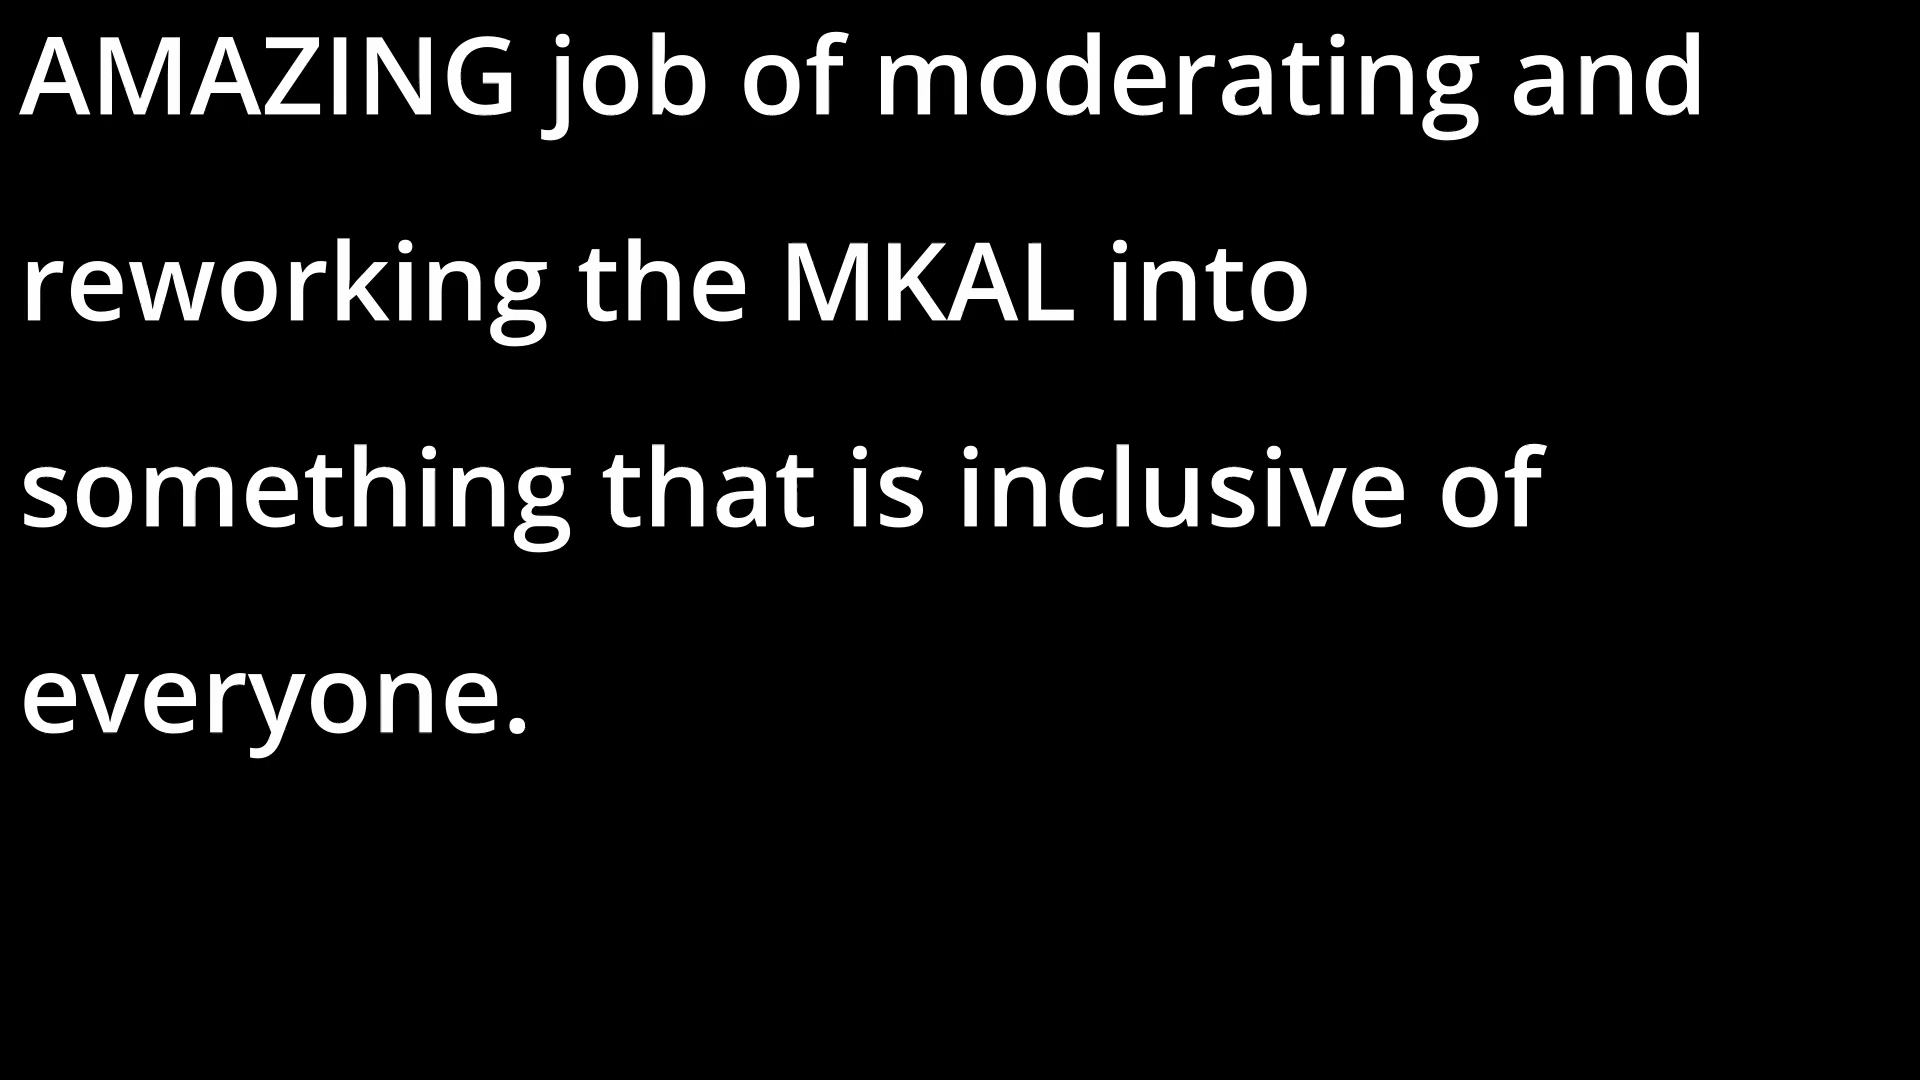 AMAZING job of moderating and
reworking the MKAL into
something that is inclusive of
everyone.